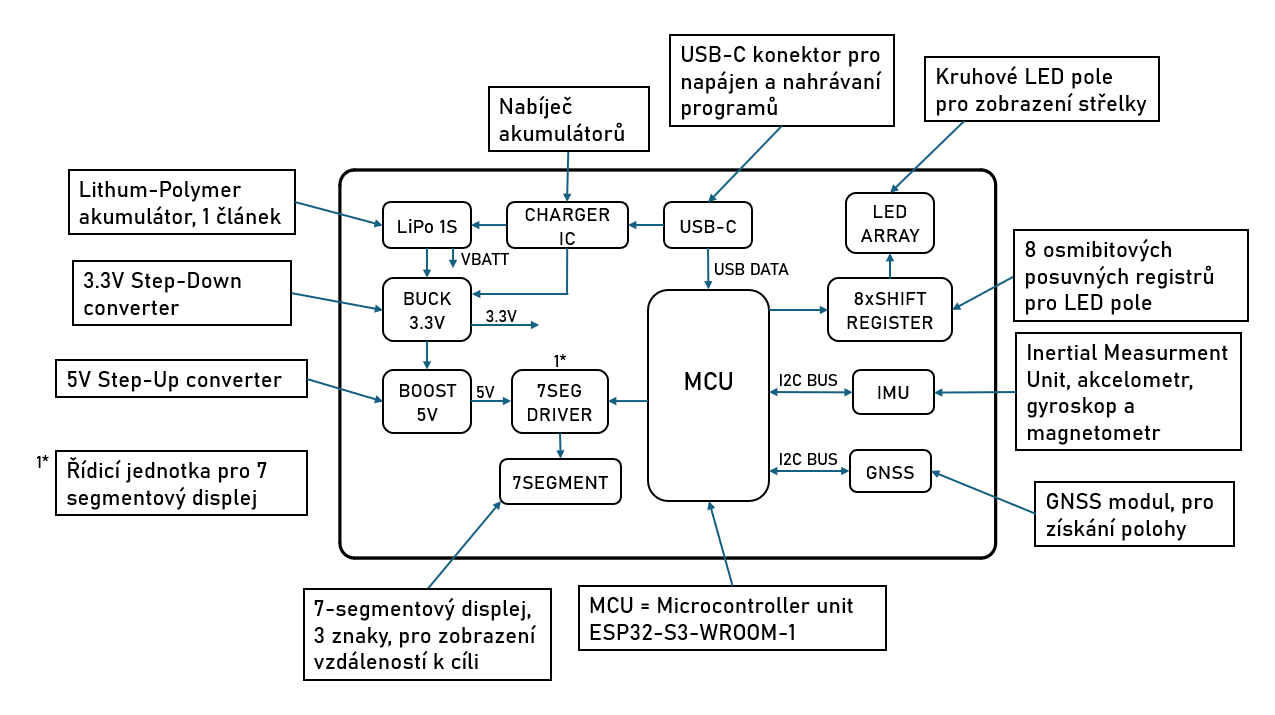 USB-C konektor pro
napájen a nahrávaní
programů
Kruhové LED pole
pro zobrazení střelky
Nabíječ
akumulátorů
Lithum-Polymer
akumulátor, 1 článek
LiPo 1S
CHARGER
IC
USB-C
LED
ARRAY
VBATT
USB DATA
8 osmibitových
posuvných registrů
pro LED pole
3.3V Step-Down
converter
BUCK
3.3V
3.3V
8xSHIFT
REGISTER
MCU
Inertial Measurment
Unit, akcelometr,
gyroskop a
magnetometr
5V Step-Up converter
BOOST
5V
5V
1*
7SEG
DRIVER
I2C BUS
IMU
1*
Řídicí jednotka pro 7
segmentový displej
7SEGMENT
I2C BUS
GNSS
GNSS modul, pro
získání polohy
7-segmentový displej,
3 znaky, pro zobrazení
vzdáleností k cíli
MCU = Microcontroller unit
ESP32-S3-WROOM-1